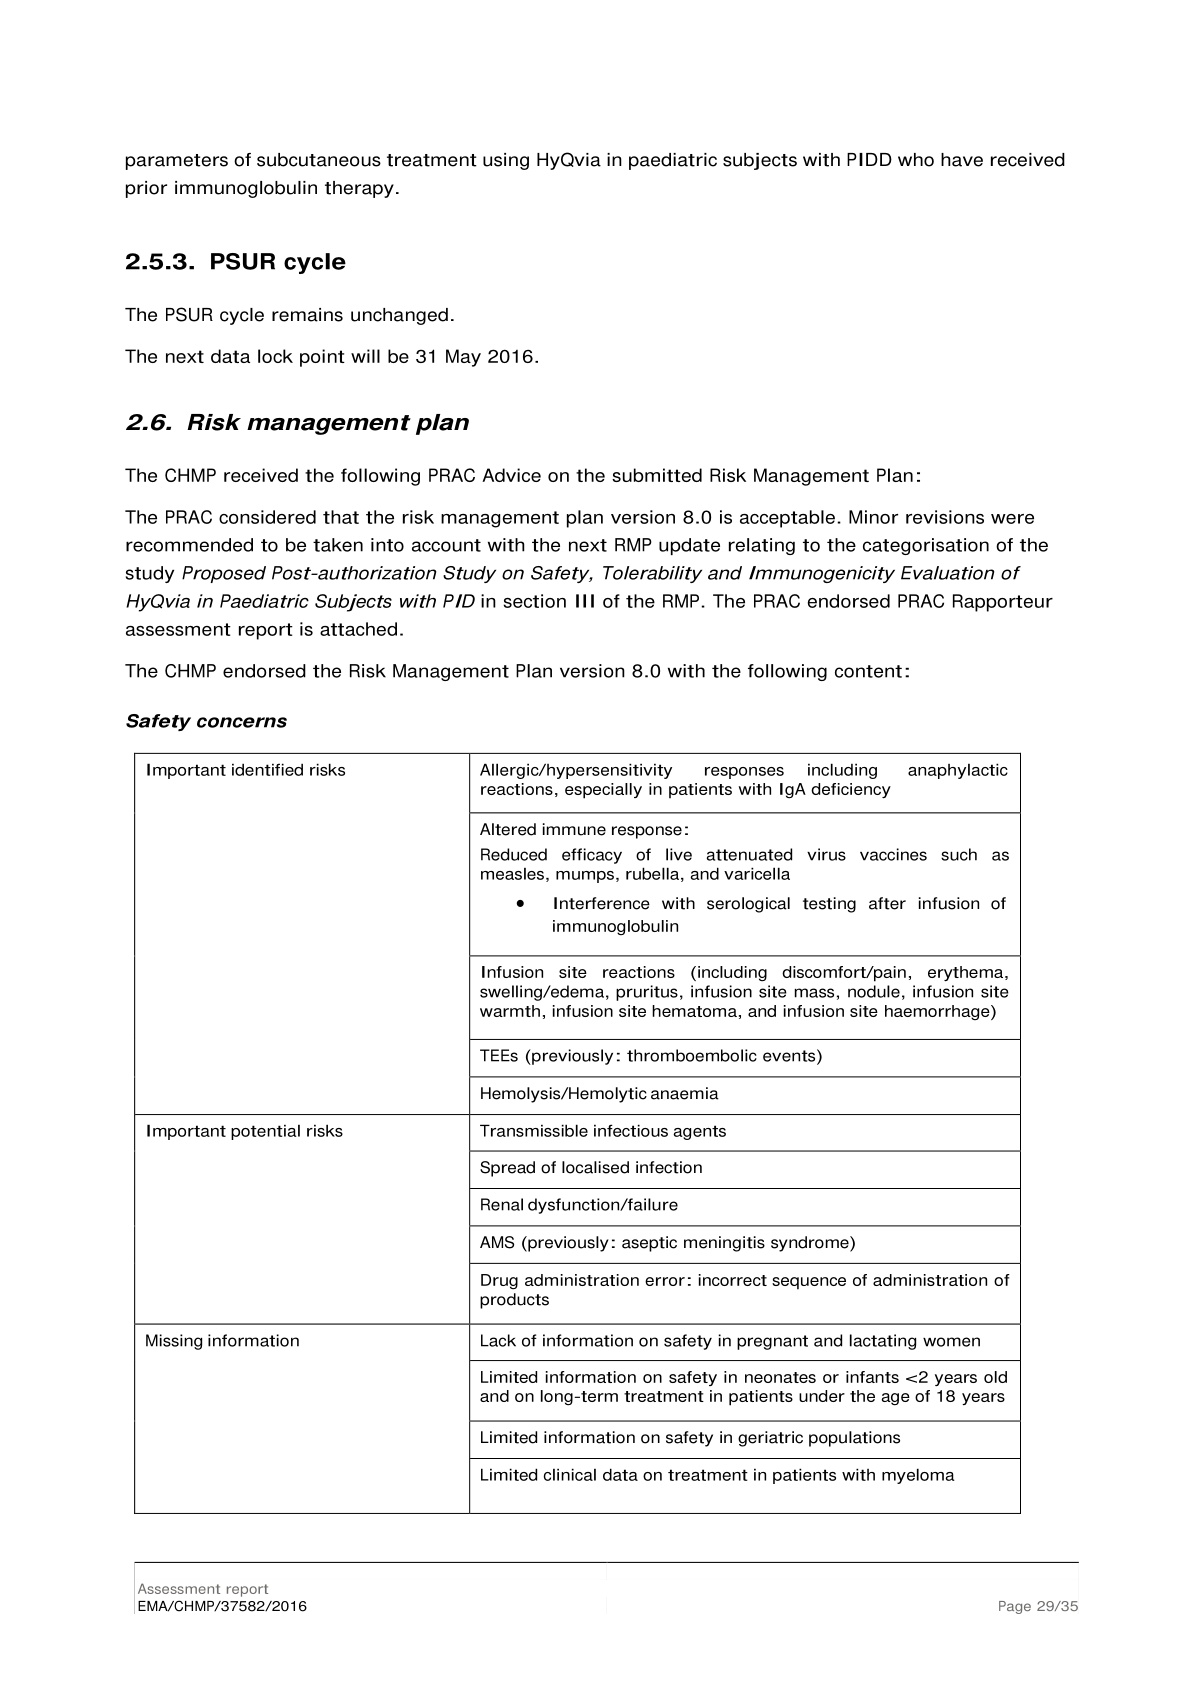 parameters of subcutaneous treatment using HyQvia in paediatric subjects with PIDD who have received
prior immunoglobulin therapy.
2.5.3. PSUR cycle
The PSUR cycle remains unchanged.
The next data lock point will be 31 May 2016.
2.6. Risk management plan
The CHMP received the following PRAC Advice on the submitted Risk Management Plan:
The PRAC considered that the risk management plan version 8.0 is acceptable. Minor revisions were
recommended to be taken into account with the next RMP update relating to the categorisation of the
study Proposed Post-authorization Study on Safety, Tolerability and Immunogenicity Evaluation of
HyQvia in Paediatric Subjects with PID in section III of the RMP. The PRAC endorsed PRAC Rapporteur
assessment report is attached.
The CHMP endorsed the Risk Management Plan version 8.0 with the following content:
Safety concerns
Important identified risks
Allergic/hypersensitivity responses including anaphylactic
reactions, especially in patients with IgA deficiency
Altered immune response:
Reduced efficacy of live attenuated virus vaccines such as
measles, mumps, rubella, and varicella
• Interference with serological testing after infusion of
immunoglobulin
Infusion site reactions (including discomfort/pain, erythema,
swelling/edema, pruritus, infusion site mass, nodule, infusion site
warmth, infusion site hematoma, and infusion site haemorrhage)
TEEs (previously: thromboembolic events)
Hemolysis/Hemolytic anaemia
Important potential risks
Transmissible infectious agents
Spread of localised infection
Renal dysfunction/failure
AMS (previously: aseptic meningitis syndrome)
Drug administration error: incorrect sequence of administration of
products
Missing information
Lack of information on safety in pregnant and lactating women
Limited information on safety in neonates or infants <2 years old
and on long-term treatment in patients under the age of 18 years
Limited information on safety in geriatric populations
Limited clinical data on treatment in patients with myeloma
Assessment report
EMA/CHMP/37582/2016
Page 29/35